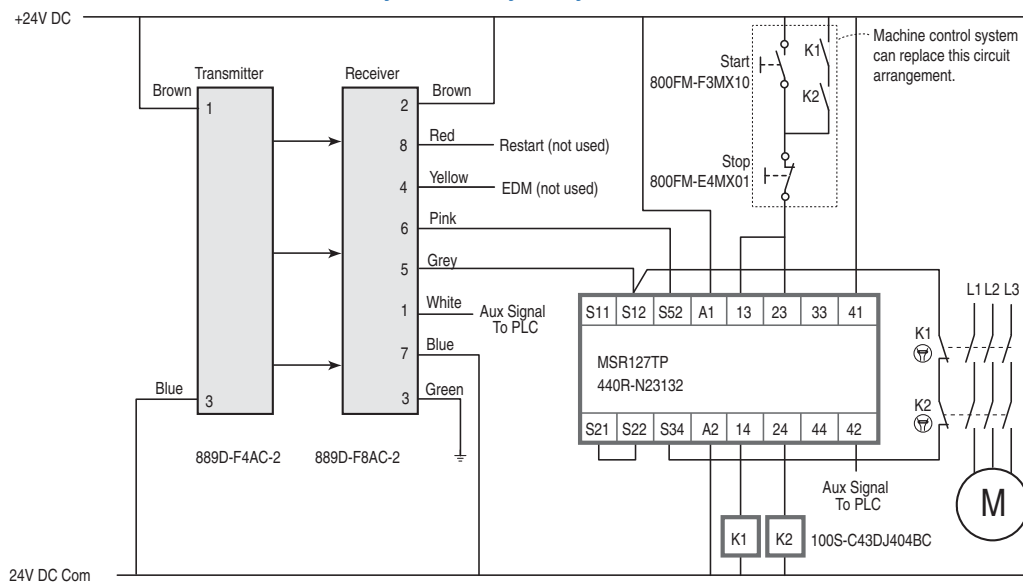 +24V DC
Transmitter
Receiver
Brown
1
2
Brown
8
Red
Restart (not used)
4
Yellow
EDM (not used)
6
Pink
5
Grey
1
White
Aux Signal
To PLC
7
Blue
3
Green
Blue
3
889D-F4AC-2
889D-F8AC-2
Start
800FM-F3MX10
K1
K2
Stop
800FM-E4MX01
Machine control system
can replace this circuit
arrangement.
S11 S12 S52 A1 13 23 33 41
MSR127TP
440R-N23132
S21 S22 S34 A2 14 24 44 42
L1 L2 L3
K1
K2
M
Aux Signal
To PLC
K1
K2
100S-C43DJ404BC
24V DC Com